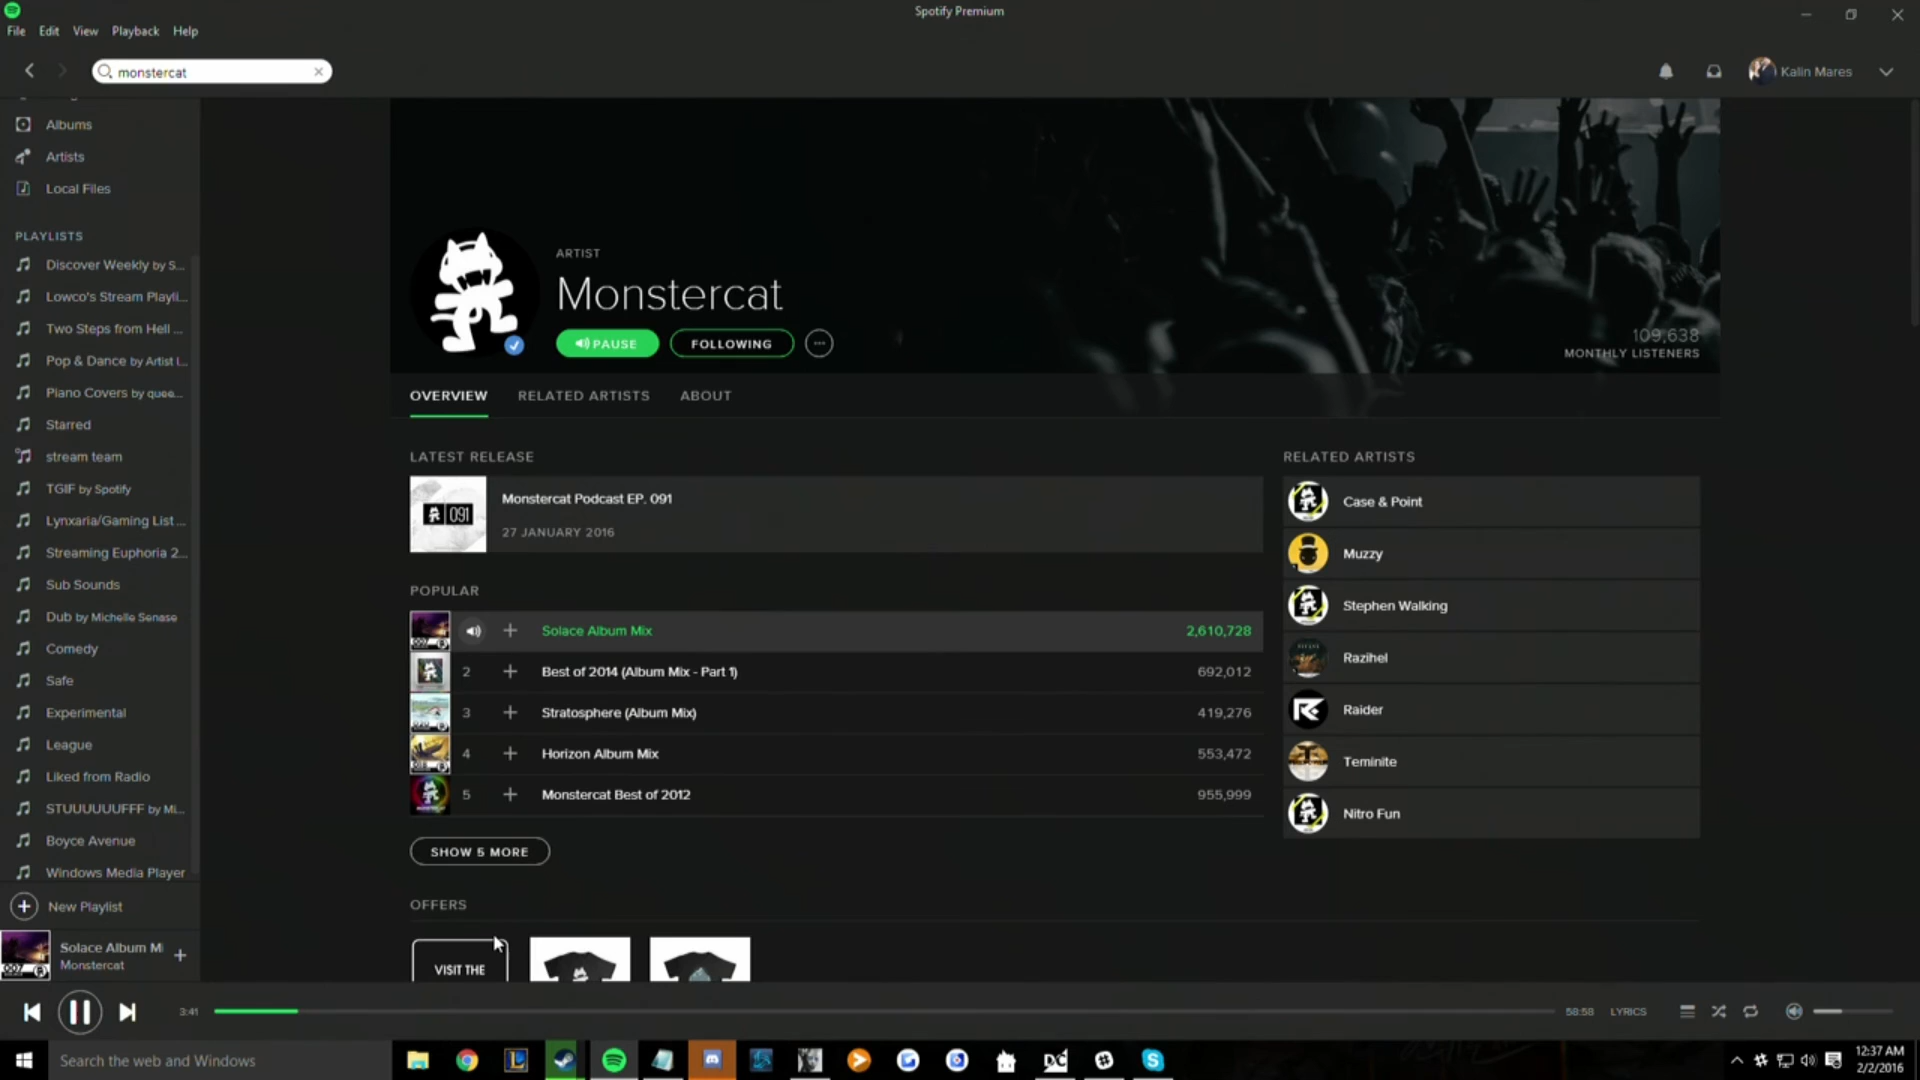 Spotify Premium
File Edit View Playback Help
monstercat
Kalin Mares
Albums
Artists
Local Files
PLAYLISTS
Discover Weekly by S...
Lowco's Stream Playli...
Two Steps from Hell ...
Pop & Dance by Artist I...
Piano Covers by quee...
Starred
stream team
TGIF by Spotify
Lynxaria/Gaming List ...
Streaming Euphoria 2...
Sub Sounds
Dub by Michelle Senase
Comedy
Safe
Experimental
League
Liked from Radio
STUUUUUUFFF by Mi...
Boyce Avenue
Windows Media Player
New Playlist
Solace Album Mi
Monstercat
ARTIST
Monstercat
PAUSE FOLLOWING
109,638
MONTHLY LISTENERS
OVERVIEW RELATED ARTISTS ABOUT
LATEST RELEASE
091
Monstercat Podcast EP. 091
27 JANUARY 2016
POPULAR
Solace Album Mix 2,610,728
2 Best of 2014 (Album Mix - Part 1) 692,012
3 Stratosphere (Album Mix) 419,276
4 Horizon Album Mix 553,472
5 Monstercat Best of 2012 955,999
SHOW 5 MORE
RELATED ARTISTS
Case & Point
Muzzy
Stephen Walking
Razihel
Raider
Teminite
Nitro Fun
OFFERS
VISIT THE
3:41 58:58 LYRICS
Search the web and Windows
12:37 AM
2/2/2016